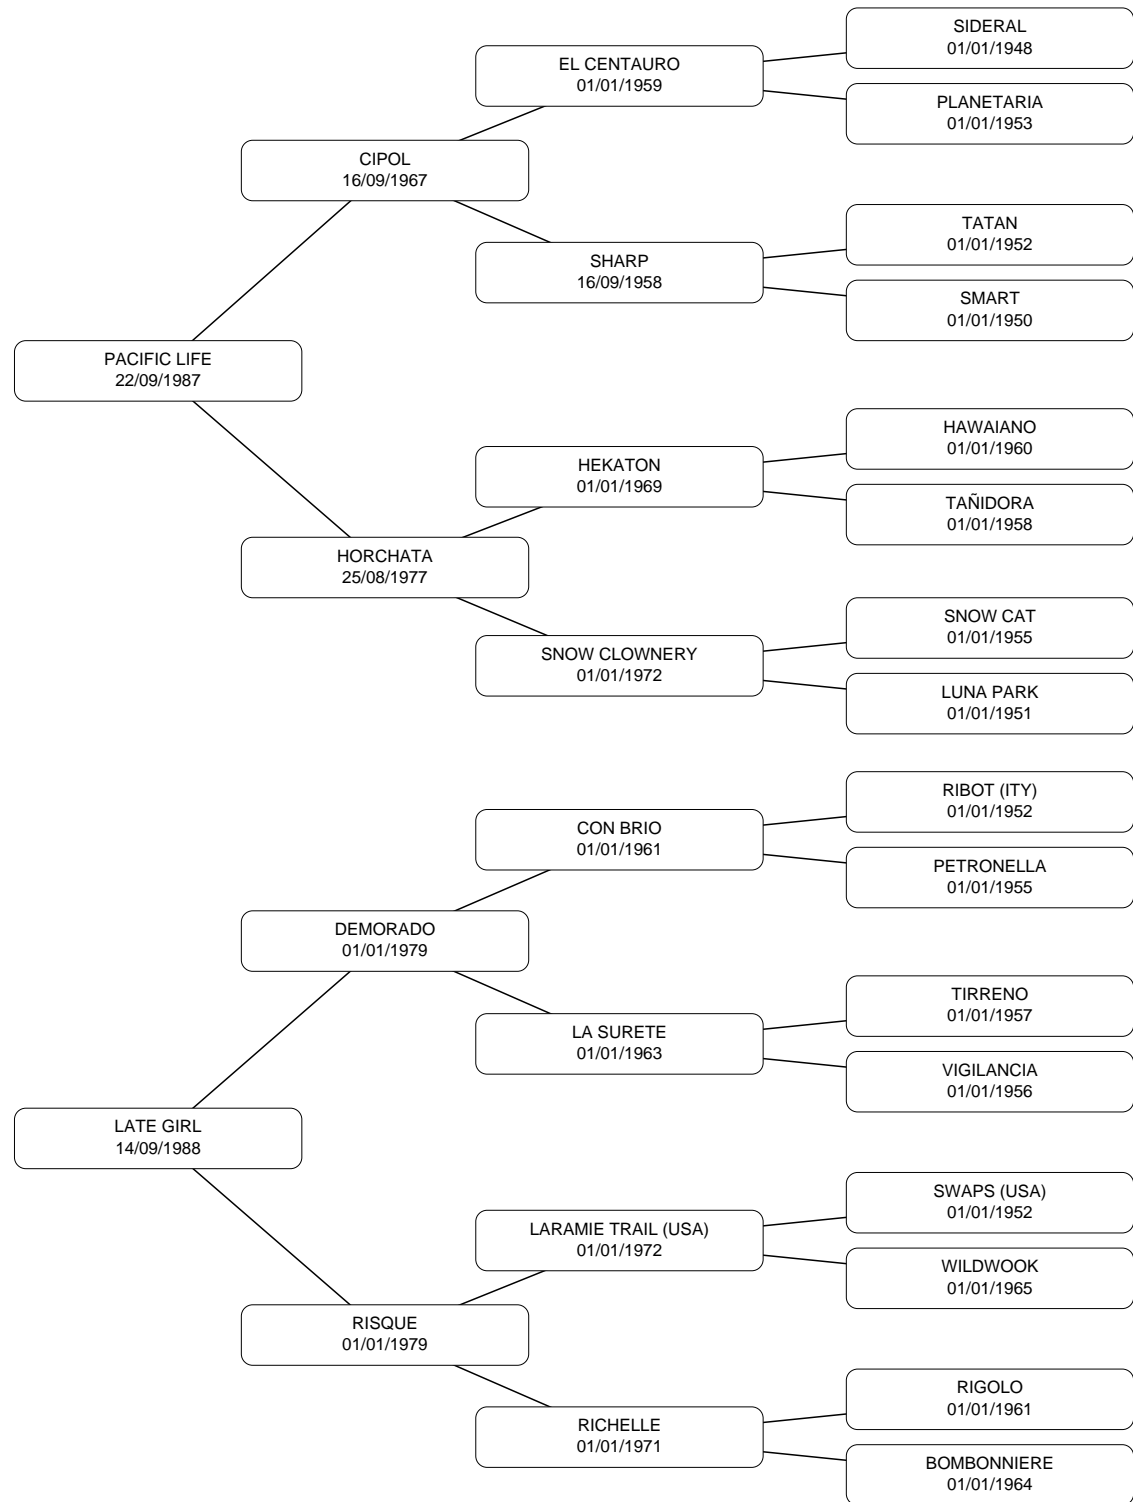 SIDERAL
01/01/1948
EL CENTAURO
01/01/1959
PLANETARIA
01/01/1953
CIPOL
16/09/1967
TATAN
01/01/1952
SHARP
16/09/1958
SMART
01/01/1950
PACIFIC LIFE
22/09/1987
HAWAIANO
01/01/1960
HEKATON
01/01/1969
TAÑIDORA
01/01/1958
HORCHATA
25/08/1977
SNOW CAT
01/01/1955
SNOW CLOWNERY
01/01/1972
LUNA PARK
01/01/1951
RIBOT (ITY)
01/01/1952
CON BRIO
01/01/1961
PETRONELLA
01/01/1955
DEMORADO
01/01/1979
TIRRENO
01/01/1957
LA SURETE
01/01/1963
VIGILANCIA
01/01/1956
LATE GIRL
14/09/1988
SWAPS (USA)
01/01/1952
LARAMIE TRAIL (USA)
01/01/1972
WILDWOOK
01/01/1965
RISQUE
01/01/1979
RIGOLO
01/01/1961
RICHELLE
01/01/1971
BOMBONNIERE
01/01/1964